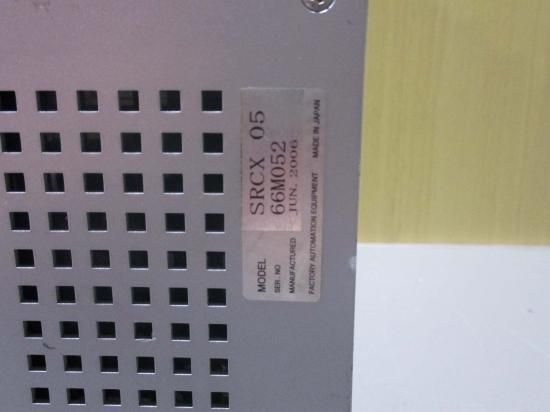 MODEL SRCX 05
SER. NO 66M052
MANUFACTURED JUN. 2006
FACTORY AUTOMATION EQUIPMENT MADE IN JAPAN